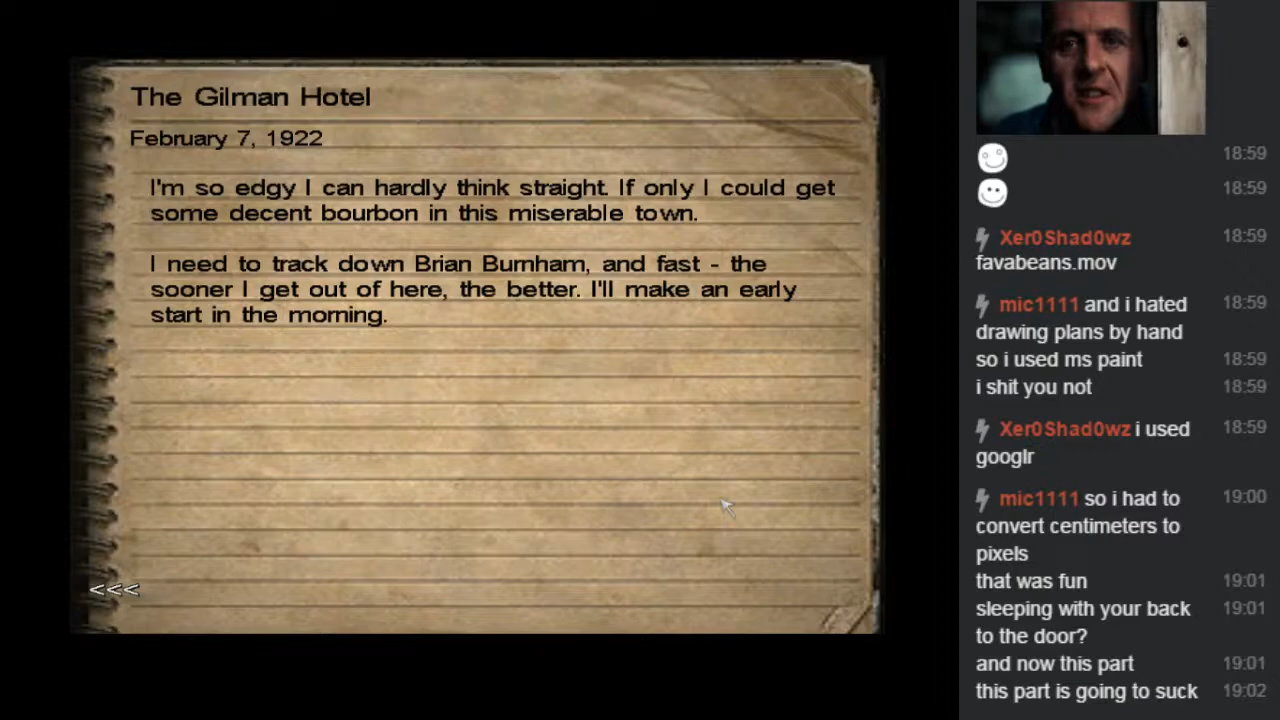 The Gilman Hotel
February 7, 1922
I'm so edgy I can hardly think straight. If only I could get
some decent bourbon in this miserable town.
I need to track down Brian Burnham, and fast - the
sooner I get out of here, the better. I'll make an early
start in the morning.
<<<
18:59
18:59
Xer0Shad0wz 18:59
favabeans.mov
mic1111 and i hated 18:59
drawing plans by hand
so i used ms paint 18:59
i shit you not 18:59
Xer0Shad0wz i used 18:59
googlr
mic1111 so i had to 19:00
convert centimeters to
pixels
that was fun 19:01
sleeping with your back 19:01
to the door?
and now this part 19:01
this part is going to suck 19:02